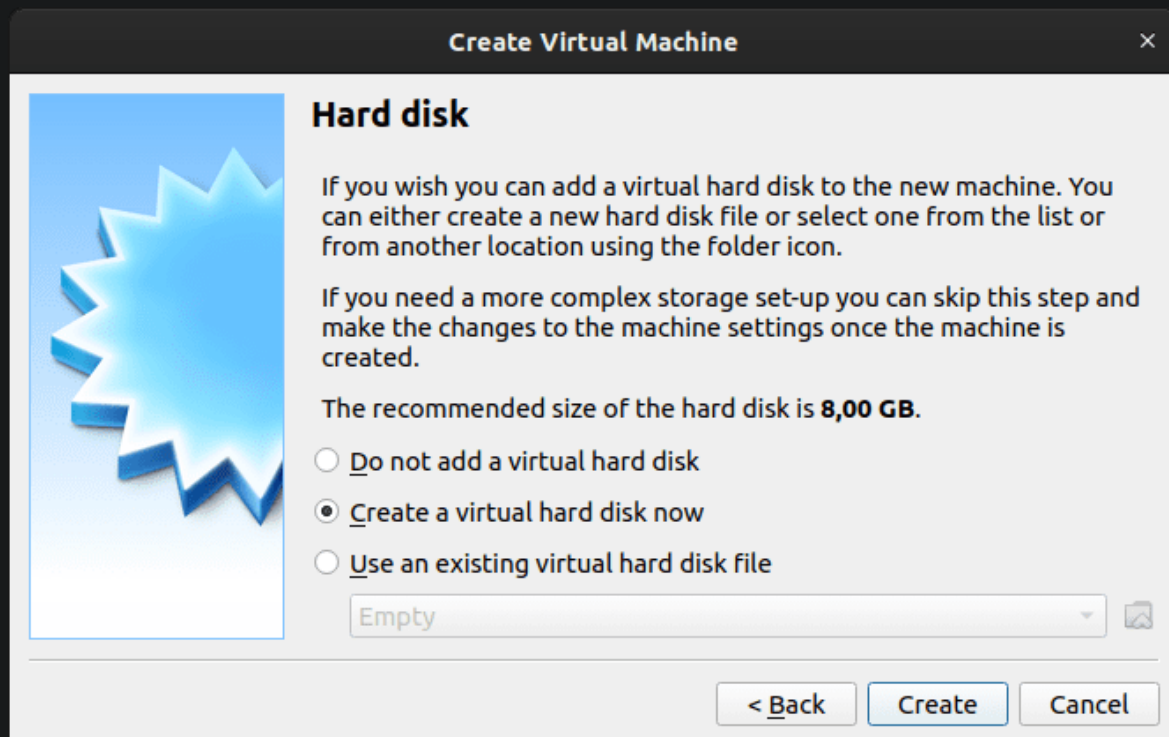 Create Virtual Machine
Hard disk
If you wish you can add a virtual hard disk to the new machine. You
can either create a new hard disk file or select one from the list or
from another location using the folder icon.
If you need a more complex storage set-up you can skip this step and
make the changes to the machine settings once the machine is
created.
The recommended size of the hard disk is 8,00 GB.
Do not add a virtual hard disk
Create a virtual hard disk now
Use an existing virtual hard disk file
Empty
< Back Create Cancel